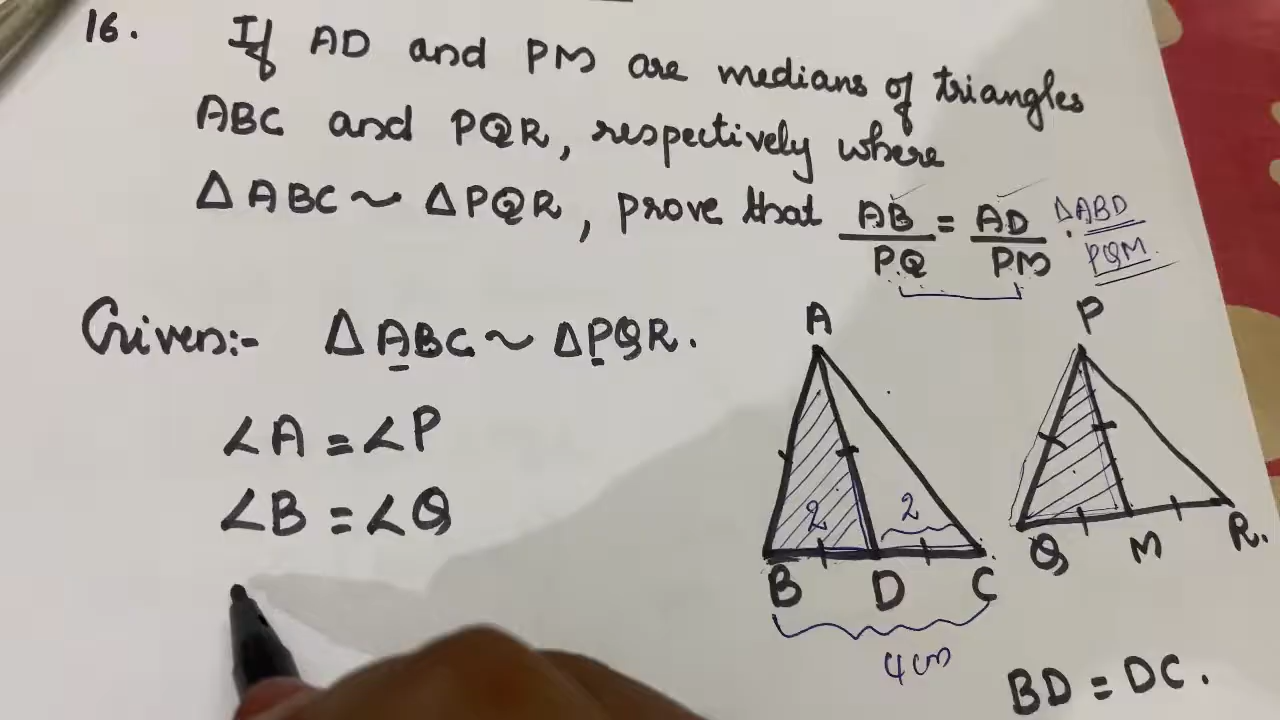 16. If AD and PM are medians of triangles
ABC and PQR, respectively where
Δ ABC ~ Δ PQR, prove that AB/PQ = AD/PM.
ΔABD
PQM
Given:- Δ ABC ~ Δ PQR.
∠A = ∠P
∠B = ∠Q
A
P
2
2
B D C
Q M R.
4cm
BD = DC.